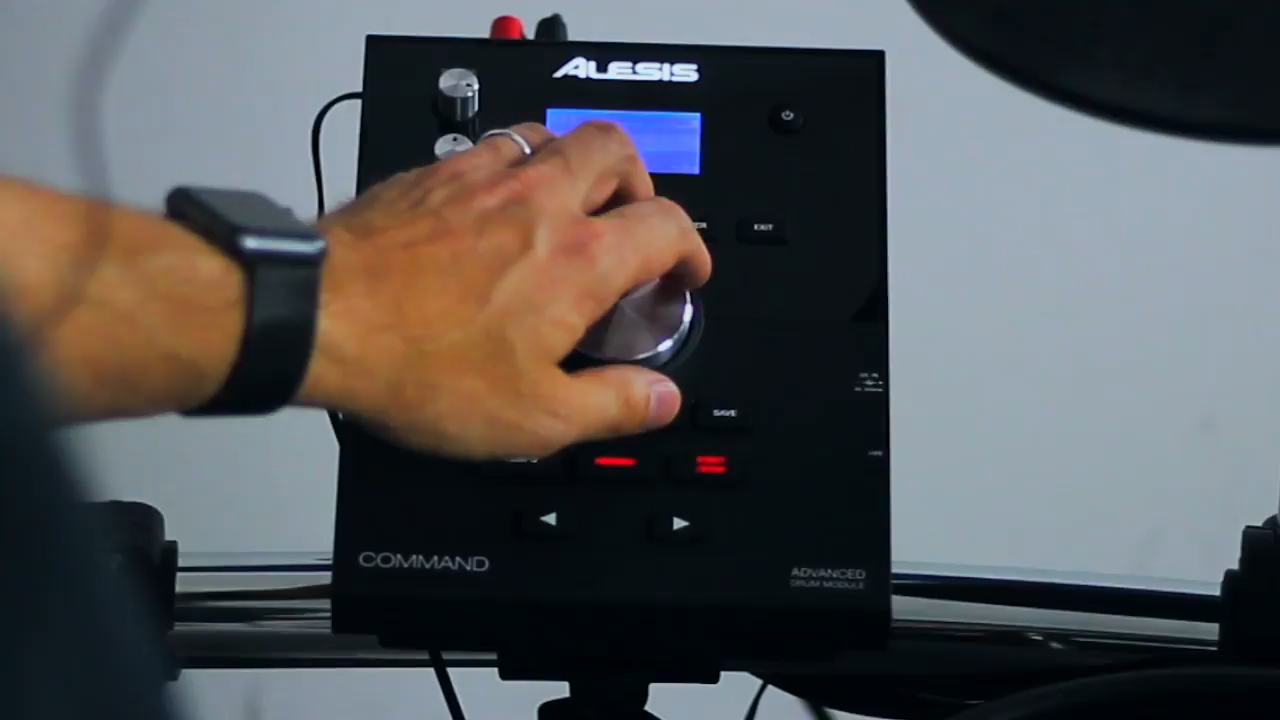 ALESIS
EXIT
SAVE
COMMAND
ADVANCED
DRUM MODULE